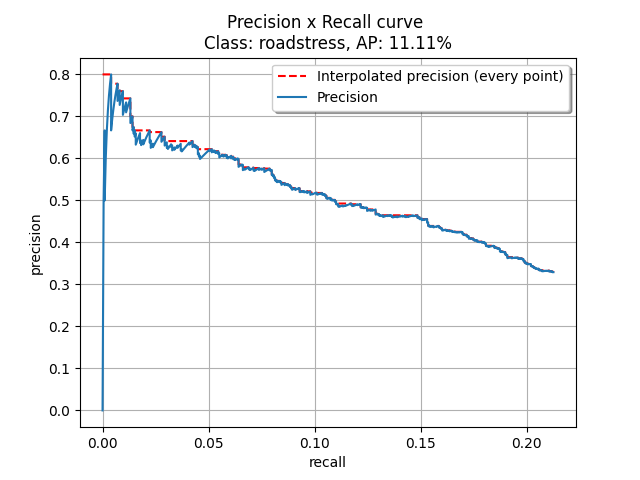 Precision x Recall curve
Class: roadstress, AP: 11.11%
Interpolated precision (every point)
Precision
0.8
0.7
0.6
0.5
0.4
0.3
0.2
0.1
0.0
precision
0.00
0.05
0.10
0.15
0.20
recall